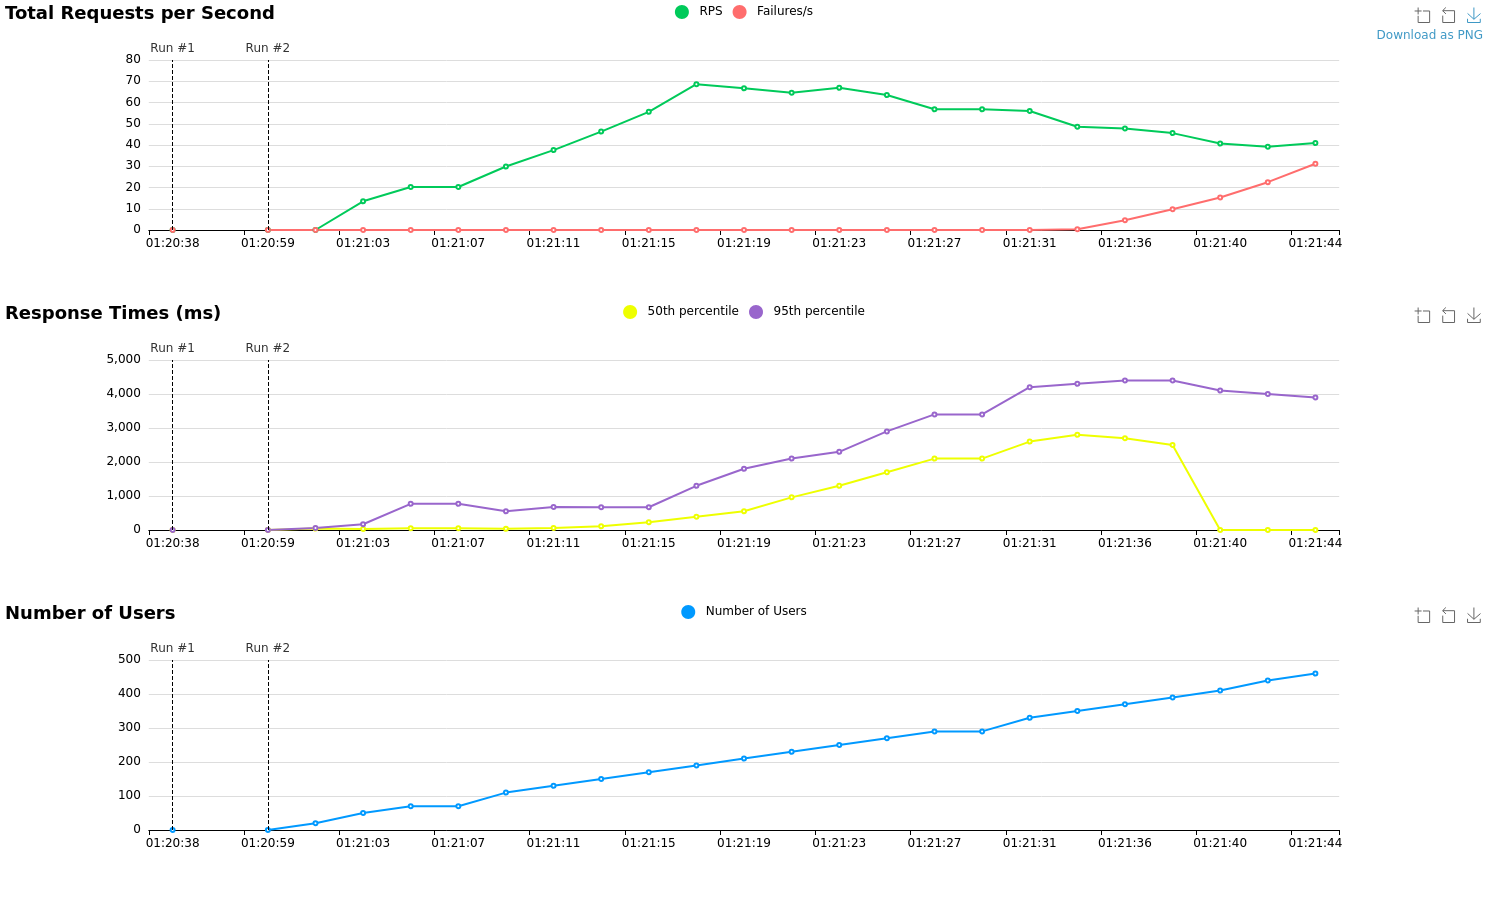 Total Requests per Second
RPS Failures/s
Download as PNG
Run #1 Run #2
80
70
60
50
40
30
20
10
0
01:20:38 01:20:59 01:21:03 01:21:07 01:21:11 01:21:15 01:21:19 01:21:23 01:21:27 01:21:31 01:21:36 01:21:40 01:21:44
Response Times (ms)
50th percentile 95th percentile
Run #1 Run #2
5,000
4,000
3,000
2,000
1,000
0
01:20:38 01:20:59 01:21:03 01:21:07 01:21:11 01:21:15 01:21:19 01:21:23 01:21:27 01:21:31 01:21:36 01:21:40 01:21:44
Number of Users
Number of Users
Run #1 Run #2
500
400
300
200
100
0
01:20:38 01:20:59 01:21:03 01:21:07 01:21:11 01:21:15 01:21:19 01:21:23 01:21:27 01:21:31 01:21:36 01:21:40 01:21:44